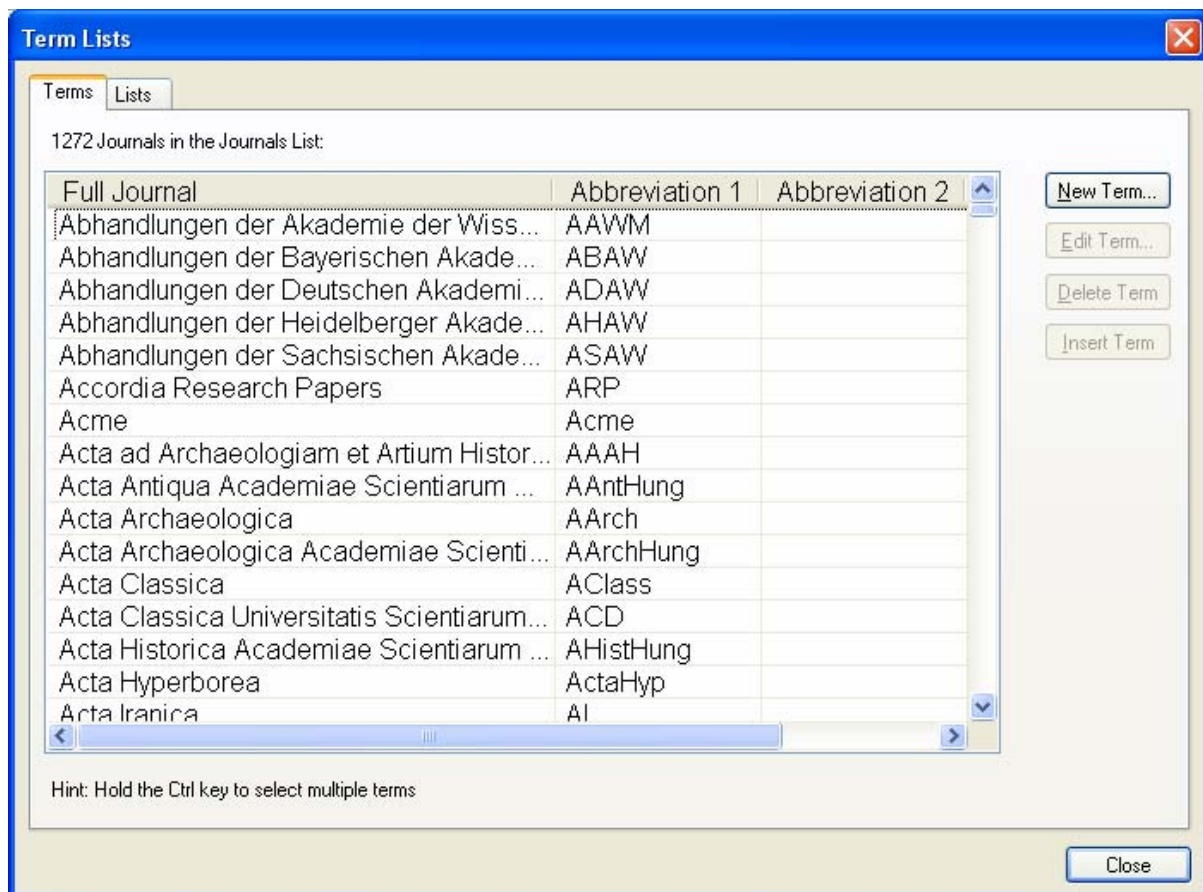 Term Lists
Terms Lists
1272 Journals in the Journals List:
Full Journal Abbreviation 1 Abbreviation 2
Abhandlungen der Akademie der Wiss... AAWM
Abhandlungen der Bayerischen Akade... ABAW
Abhandlungen der Deutschen Akademi... ADAW
Abhandlungen der Heidelberger Akade... AHAW
Abhandlungen der Sachsischen Akade... ASAW
Accordia Research Papers ARP
Acme Acme
Acta ad Archaeologiam et Artium Histor... AAAH
Acta Antiqua Academiae Scientiarum ... AAntHung
Acta Archaeologica AArch
Acta Archaeologica Academiae Scienti... AArchHung
Acta Classica AClass
Acta Classica Universitatis Scientiarum... ACD
Acta Historica Academiae Scientiarum ... AHistHung
Acta Hyperborea ActaHyp
Acta Iranica AI
New Term...
Edit Term...
Delete Term
Insert Term
Hint: Hold the Ctrl key to select multiple terms
Close